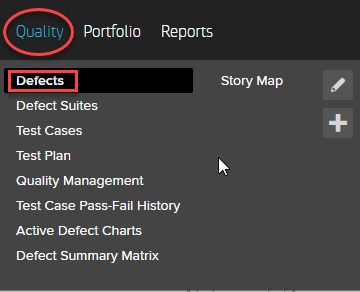 Quality Portfolio Reports
Defects Story Map
Defect Suites
Test Cases
Test Plan
Quality Management
Test Case Pass-Fail History
Active Defect Charts
Defect Summary Matrix